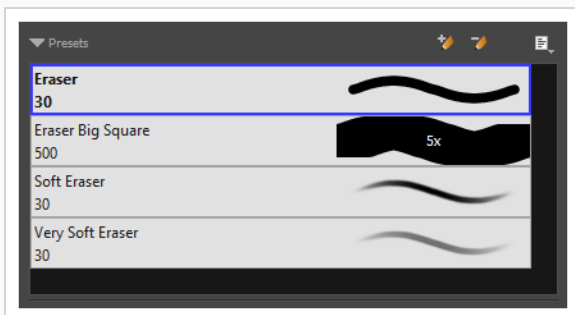 Presets
Eraser
30
Eraser Big Square
500
5x
Soft Eraser
30
Very Soft Eraser
30